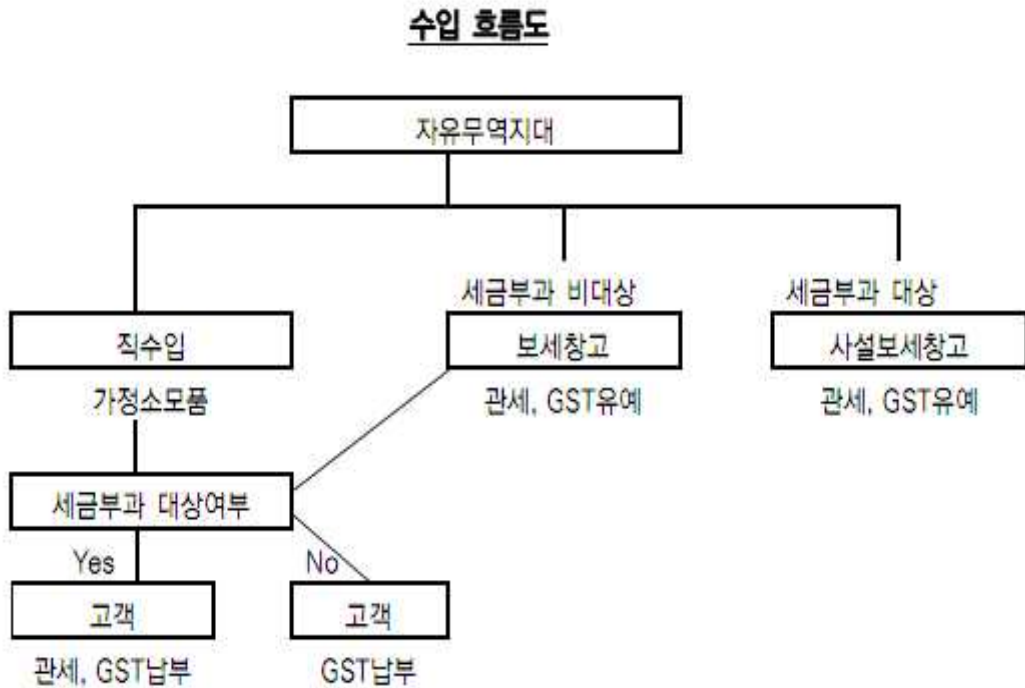 수입 흐름도
자유무역지대
세금부과 비대상
세금부과 대상
직수입
보세창고
사설보세창고
가정소모품
관세, GST유예
관세, GST유예
세금부과 대상여부
Yes
No
고객
고객
관세, GST납부
GST납부